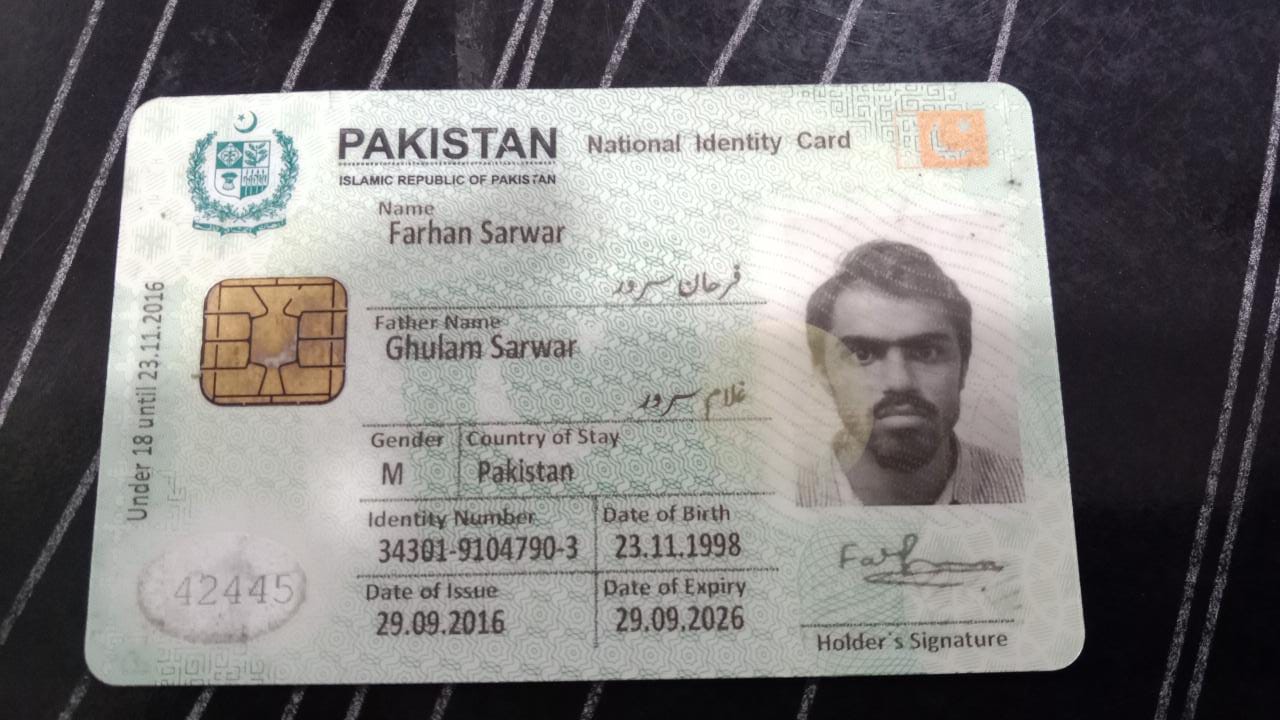 PAKISTAN National Identity Card
ISLAMIC REPUBLIC OF PAKISTAN
Name
Farhan Sarwar
فرحان سرور
Father Name
Ghulam Sarwar
غلام سرور
Gender Country of Stay
M Pakistan
Identity Number Date of Birth
34301-9104790-3 23.11.1998
Date of Issue Date of Expiry
29.09.2016 29.09.2026
Under 18 until 23.11.2016
42445
Farhan
Holder's Signature